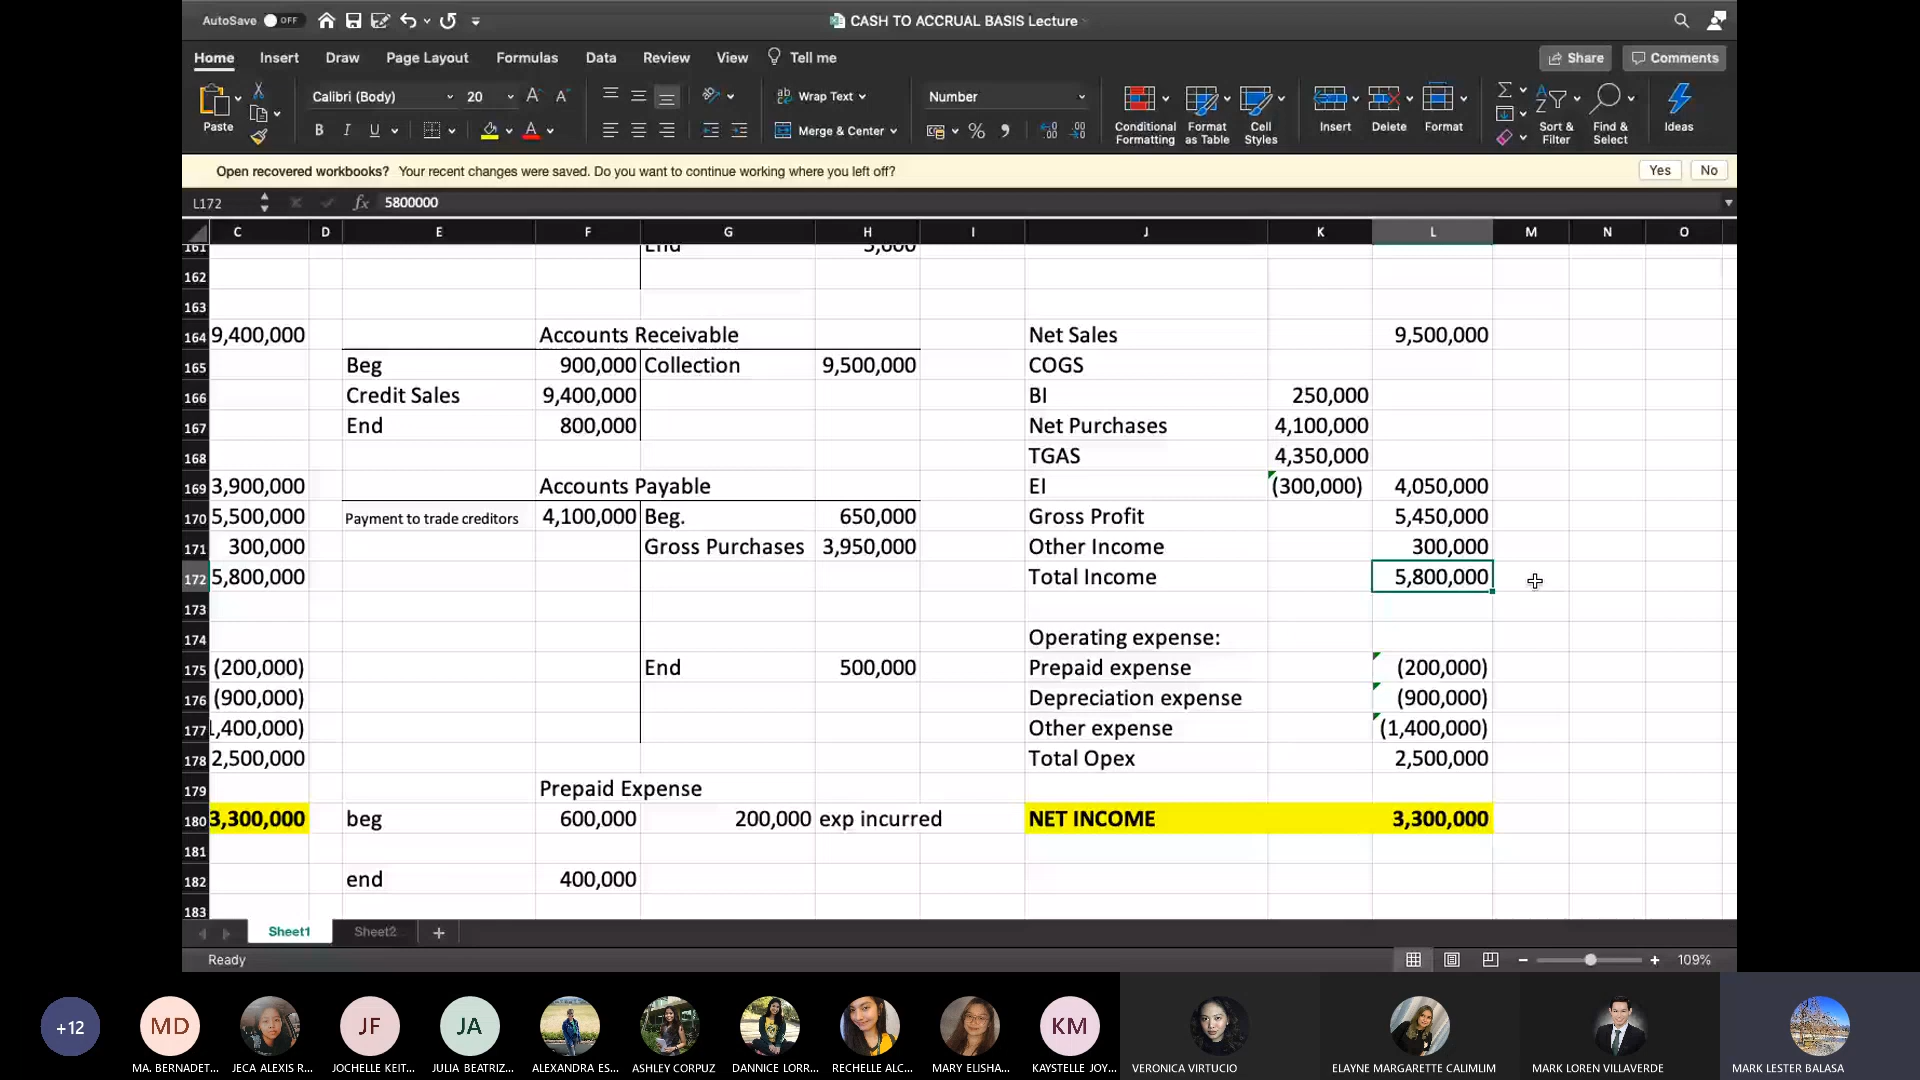 AutoSave OFF CASH TO ACCRUAL BASIS Lecture
Home Insert Draw Page Layout Formulas Data Review View Tell me Share Comments
Paste Calibri (Body) 20 A A Wrap Text Number Conditional Formatting Format as Table Cell Styles Insert Delete Format Sort & Filter Find & Select Ideas
B I U A Merge & Center % 
Open recovered workbooks? Your recent changes were saved. Do you want to continue working where you left off? Yes No
L172 fx 5800000
C D E F G H I J K L M N O
161 End 5,000
162
163
164 9,400,000 Accounts Receivable Net Sales 9,500,000
165 Beg 900,000 Collection 9,500,000 COGS
166 Credit Sales 9,400,000 BI 250,000
167 End 800,000 Net Purchases 4,100,000
168 TGAS 4,350,000
169 3,900,000 Accounts Payable EI (300,000) 4,050,000
170 5,500,000 Payment to trade creditors 4,100,000 Beg. 650,000 Gross Profit 5,450,000
171 300,000 Gross Purchases 3,950,000 Other Income 300,000
172 5,800,000 Total Income 5,800,000
173
174 Operating expense:
175 (200,000) End 500,000 Prepaid expense (200,000)
176 (900,000) Depreciation expense (900,000)
177 1,400,000) Other expense (1,400,000)
178 2,500,000 Total Opex 2,500,000
179 Prepaid Expense
180 3,300,000 beg 600,000 200,000 exp incurred NET INCOME 3,300,000
181
182 end 400,000
183
Sheet1 Sheet2 +
Ready 109%
+12 MD JF JA KM
MA. BERNADET... JECA ALEXIS R... JOCHELLE KEIT... JULIA BEATRIZ... ALEXANDRA ES... ASHLEY CORPUZ DANNICE LORR... RECHELLE ALC... MARY ELISHA... KAYSTELLE JOY... VERONICA VIRTUCIO ELAYNE MARGARETTE CALIMLIM MARK LOREN VILLAVERDE MARK LESTER BALASA